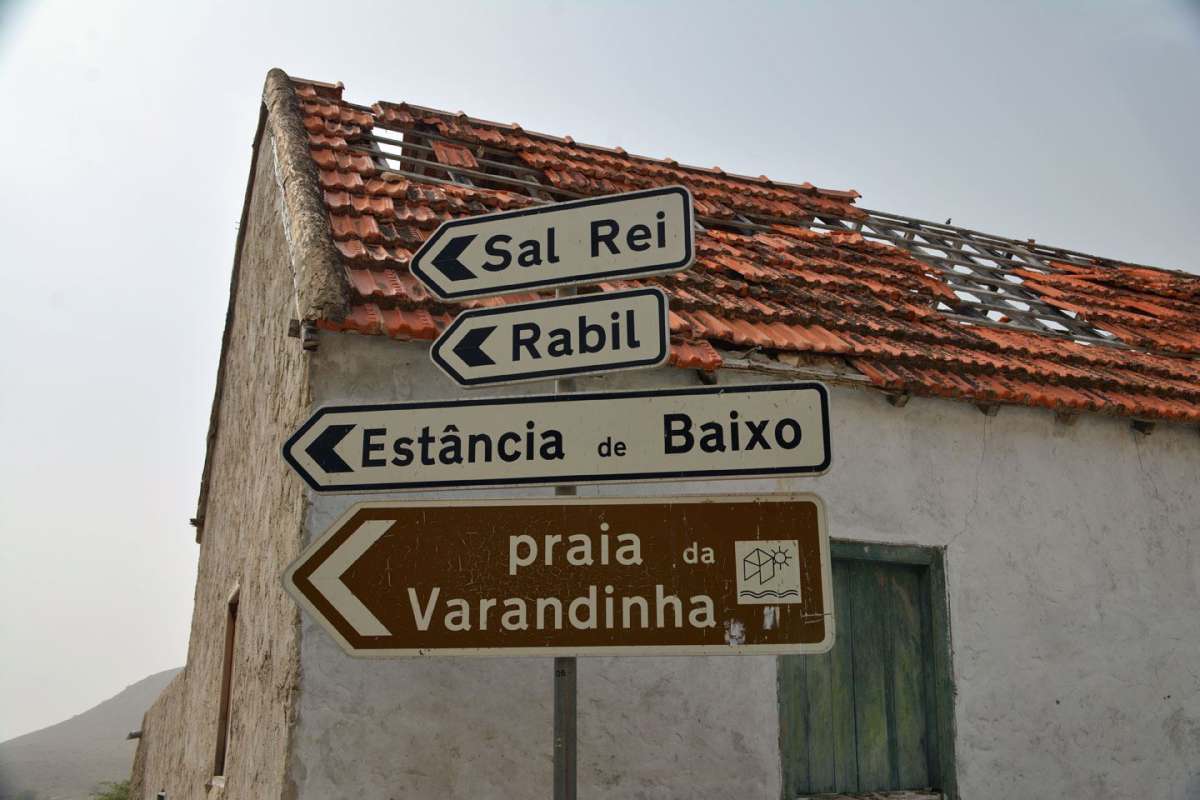 Sal Rei
Rabil
Estância de Baixo
praia da
Varandinha